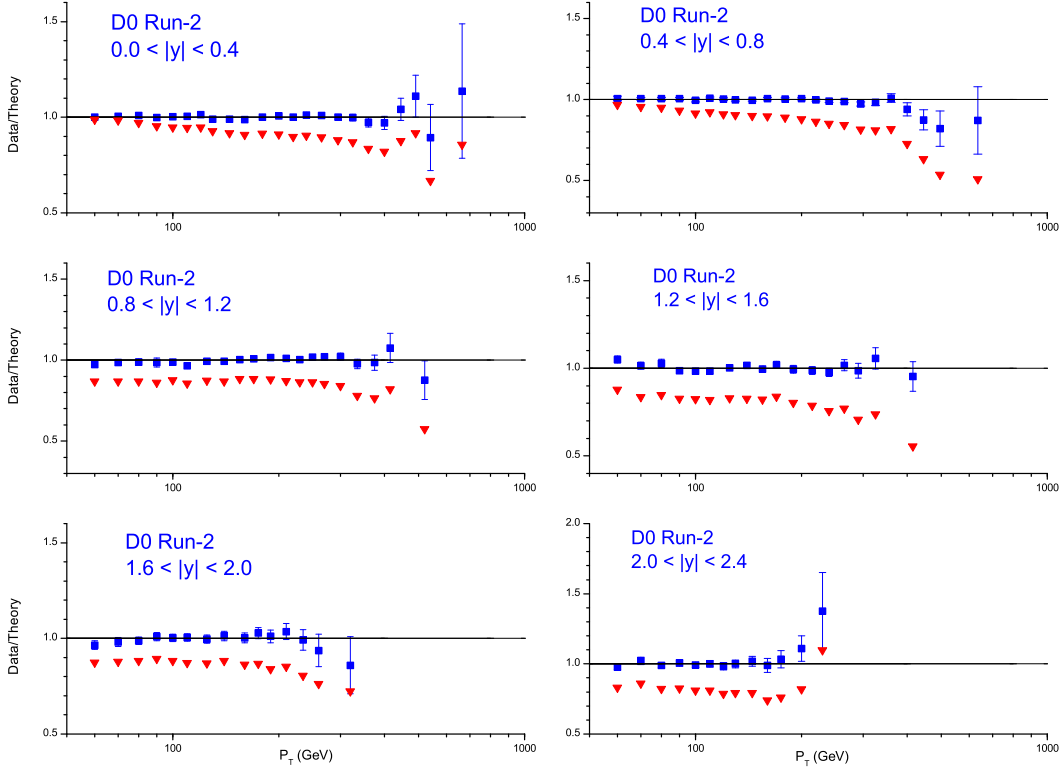 D0 Run-2
0.0 < |y| < 0.4
1.5
1.0
0.5
Data/Theory
100
1000
D0 Run-2
0.4 < |y| < 0.8
1.5
1.0
0.5
100
1000
D0 Run-2
0.8 < |y| < 1.2
1.5
1.0
0.5
Data/Theory
100
1000
D0 Run-2
1.2 < |y| < 1.6
1.5
1.0
0.5
100
1000
D0 Run-2
1.6 < |y| < 2.0
1.5
1.0
0.5
Data/Theory
100
1000
P_T (GeV)
D0 Run-2
2.0 < |y| < 2.4
2.0
1.5
1.0
0.5
100
1000
P_T (GeV)